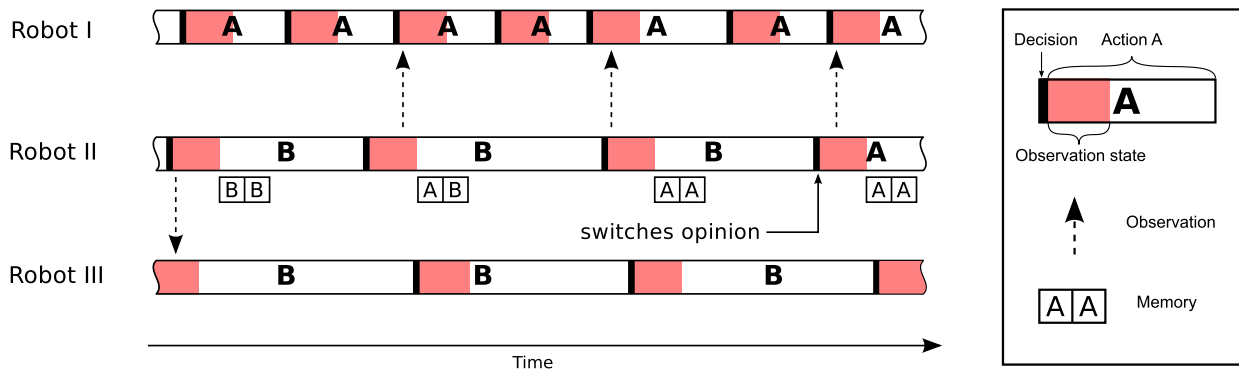 Robot I
A A A A A A A
Robot II
B B B A
B B A B A A A A
switches opinion
Robot III
B B B
Time
Decision Action A
A
Observation state
Observation
A A Memory